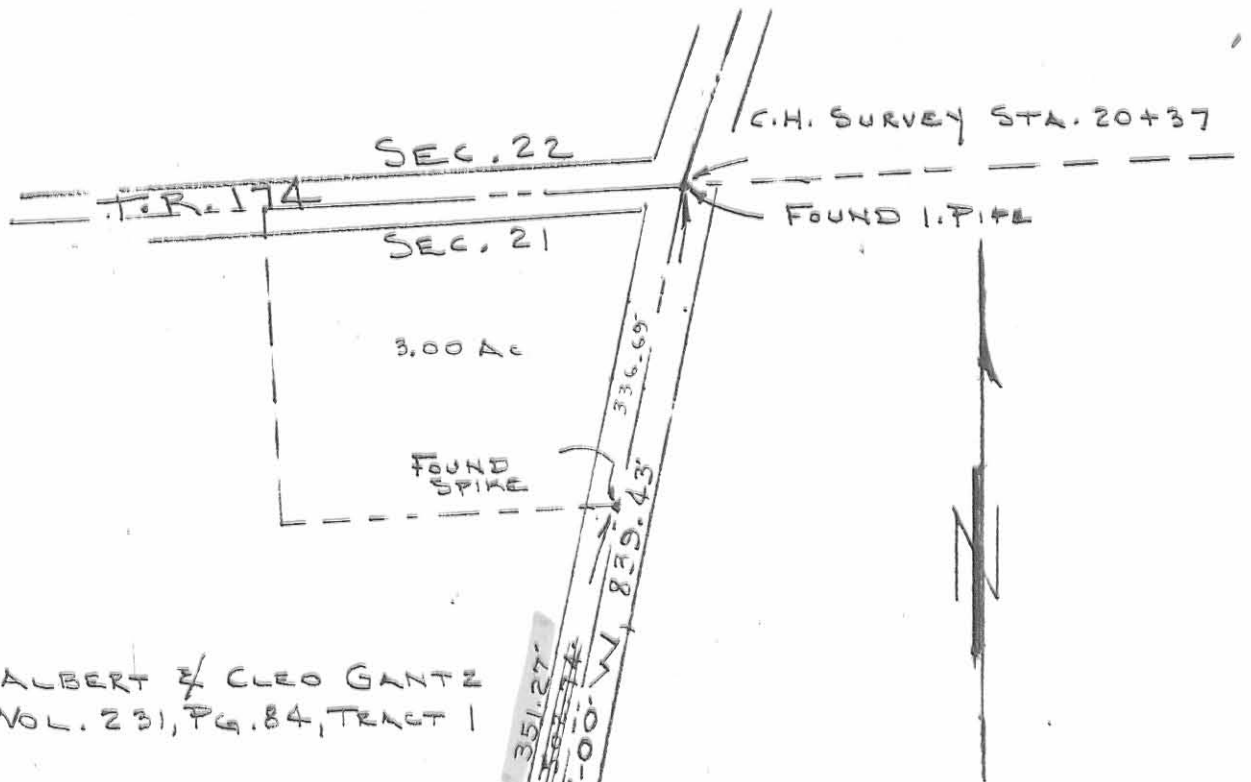 C.H. SURVEY STA. 20+37
SEC. 22
T.R. 174
FOUND I. PIPE
SEC. 21
336.69'
3.00 AC
FOUND
SPIKE
839.43'
W
N
351.27'
00'
ALBERT & CLEO GANTZ
VOL. 231, PG. 84, TRACT 1